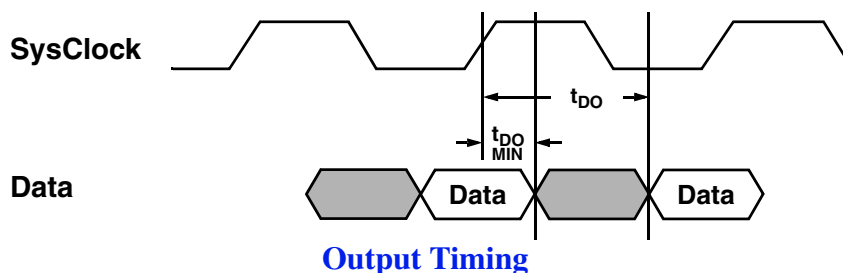 SysClock
tDO
tDO
MIN
Data
Data
Data
Output Timing